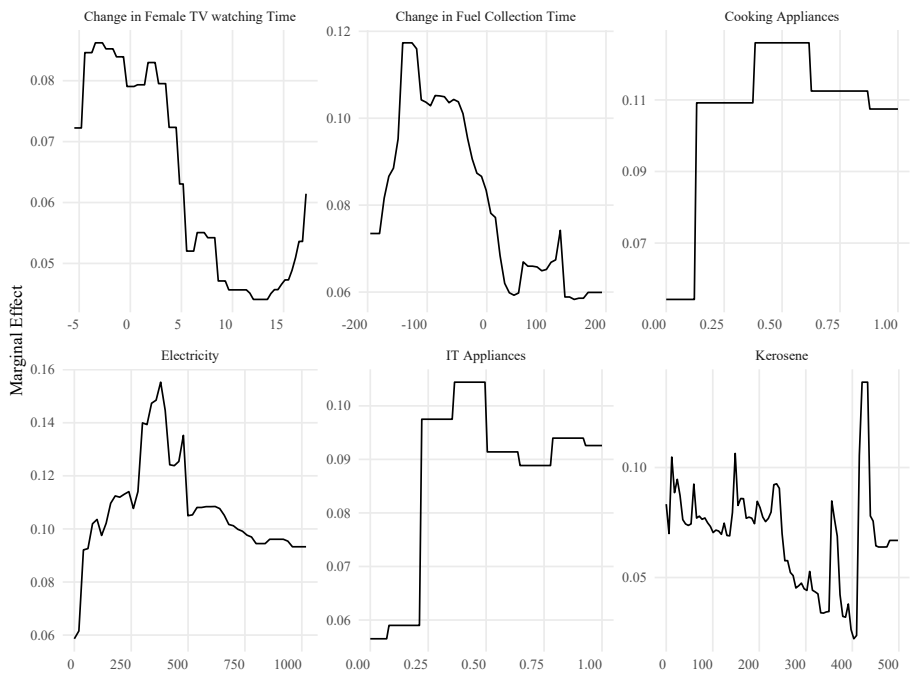 Change in Female TV watching Time
Change in Fuel Collection Time
Cooking Appliances
0.08
0.07
0.06
0.05
-5 0 5 10 15
0.12
0.10
0.08
0.06
-200 -100 0 100 200
0.11
0.09
0.07
0.00 0.25 0.50 0.75 1.00
Marginal Effect
Electricity
IT Appliances
Kerosene
0.16
0.14
0.12
0.10
0.08
0.06
0 250 500 750 1000
0.10
0.09
0.08
0.07
0.06
0.00 0.25 0.50 0.75 1.00
0.10
0.05
0 100 200 300 400 500